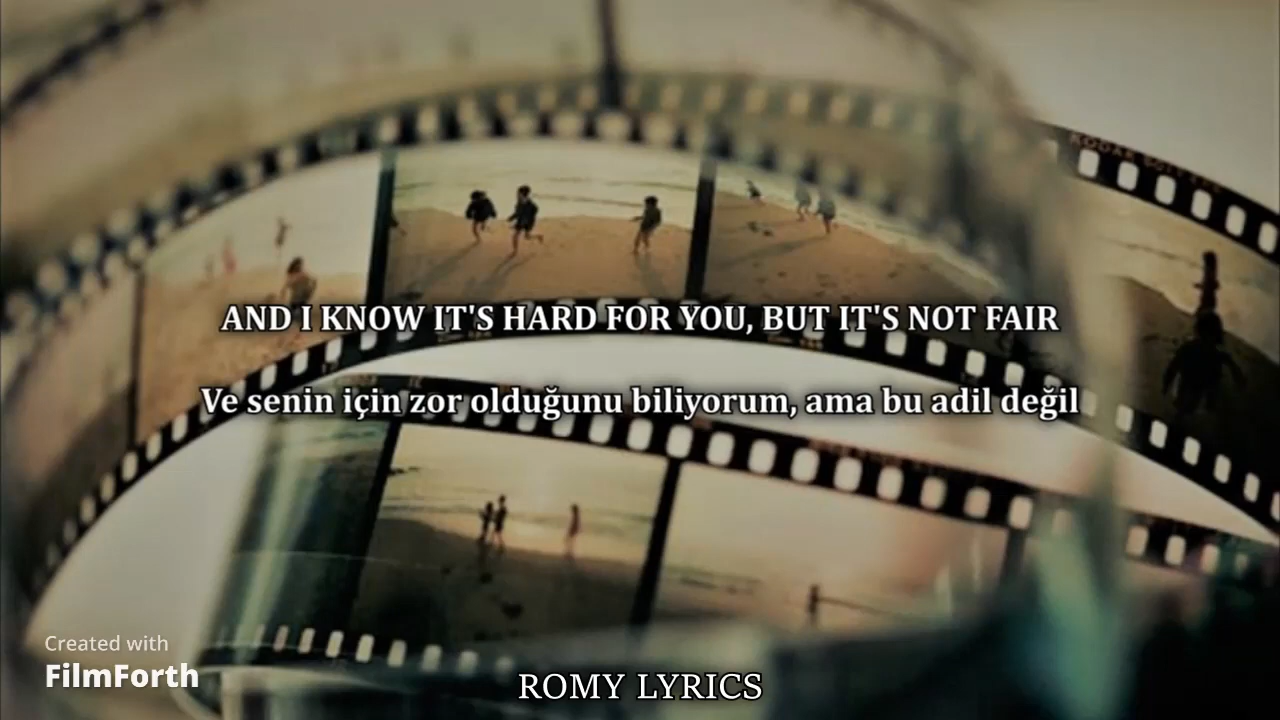 KODAK
AND I KNOW IT'S HARD FOR YOU, BUT IT'S NOT FAIR
Ve senin için zor olduğunu biliyorum, ama bu adil değil
Created with
FilmForth
ROMY LYRICS